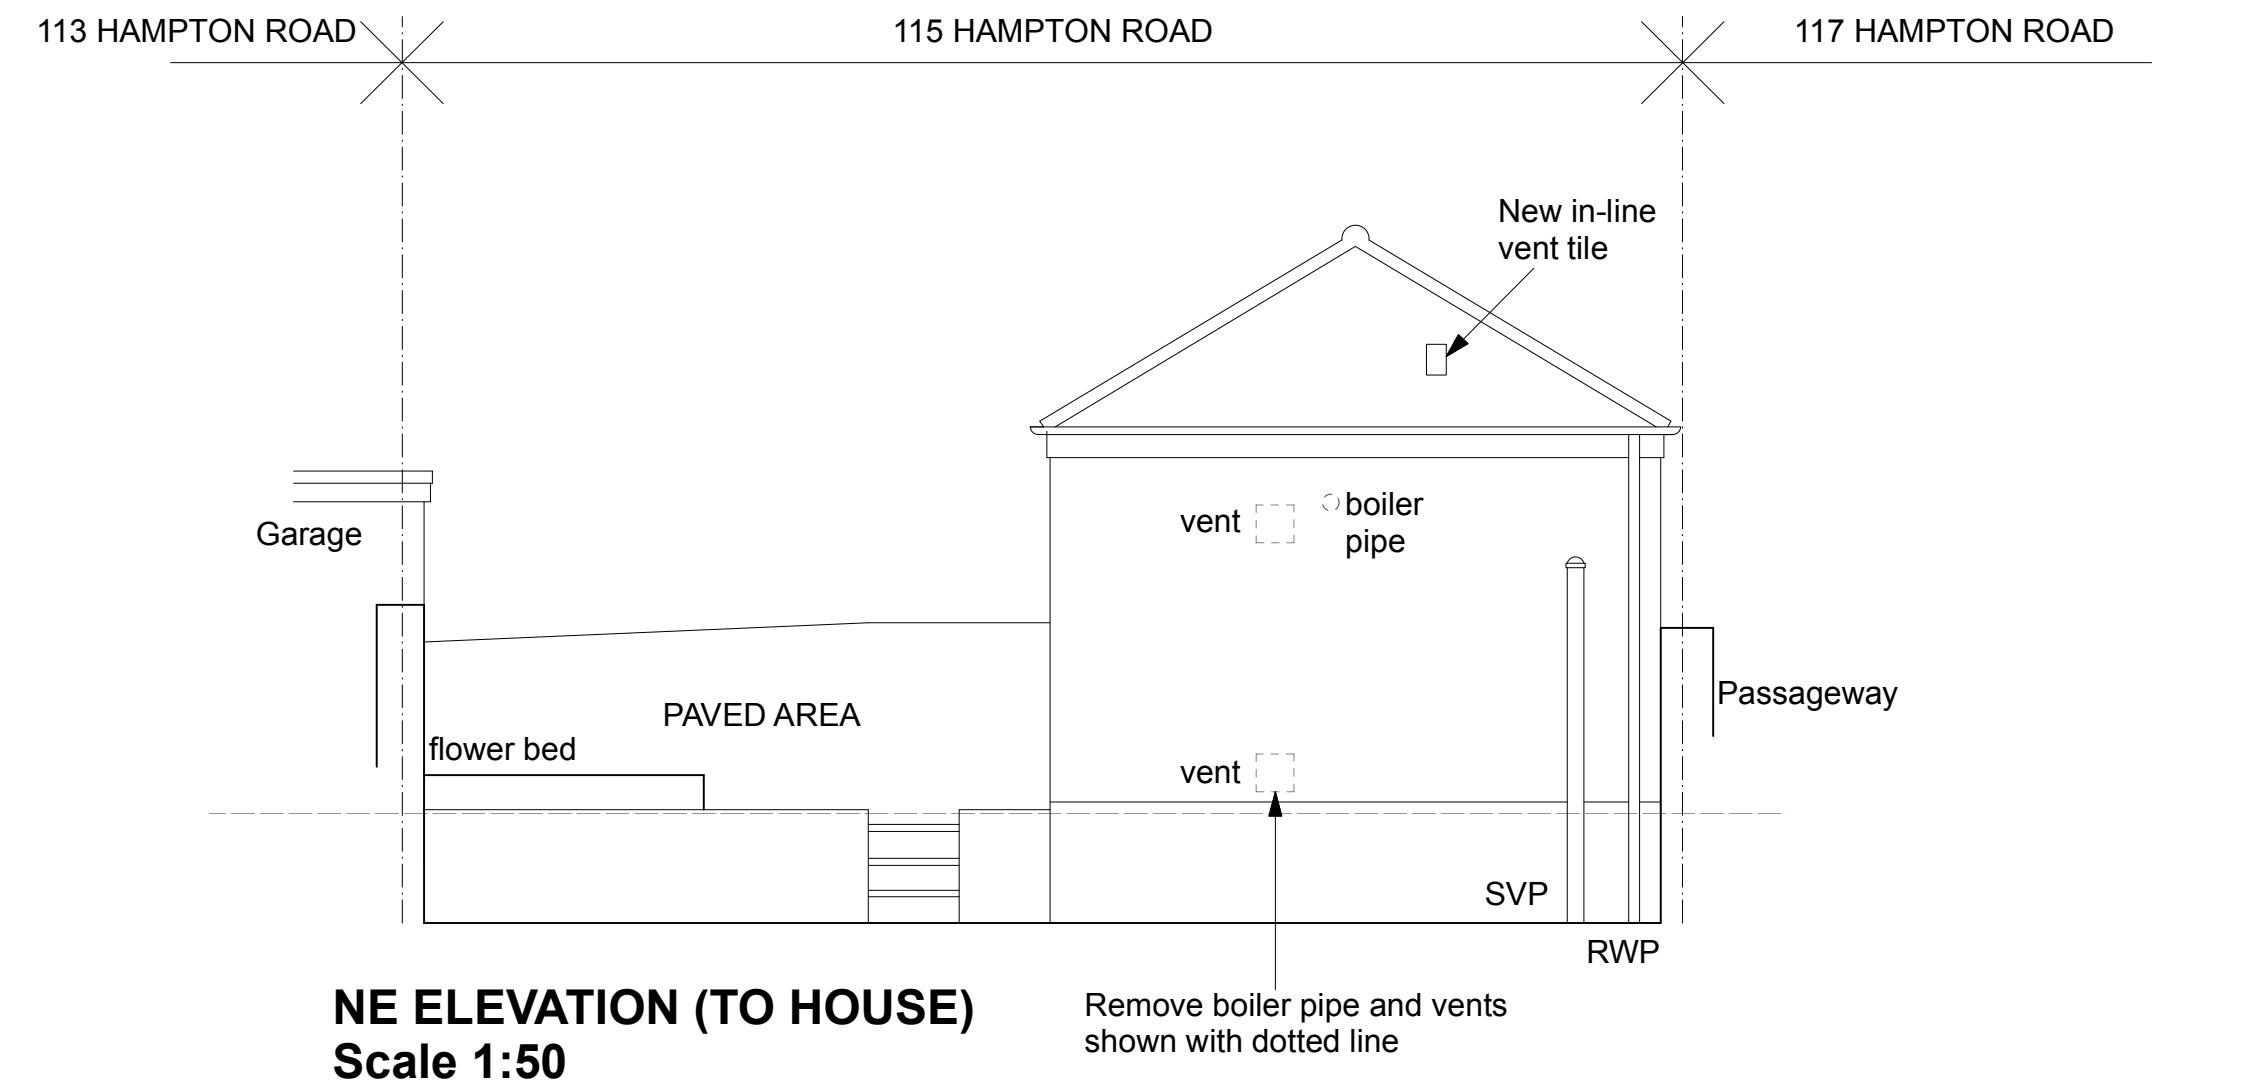 113 HAMPTON ROAD
115 HAMPTON ROAD
117 HAMPTON ROAD
New in-line
vent tile
Garage
vent
boiler
pipe
Passageway
PAVED AREA
flower bed
vent
SVP
RWP
NE ELEVATION (TO HOUSE)
Scale 1:50
Remove boiler pipe and vents
shown with dotted line